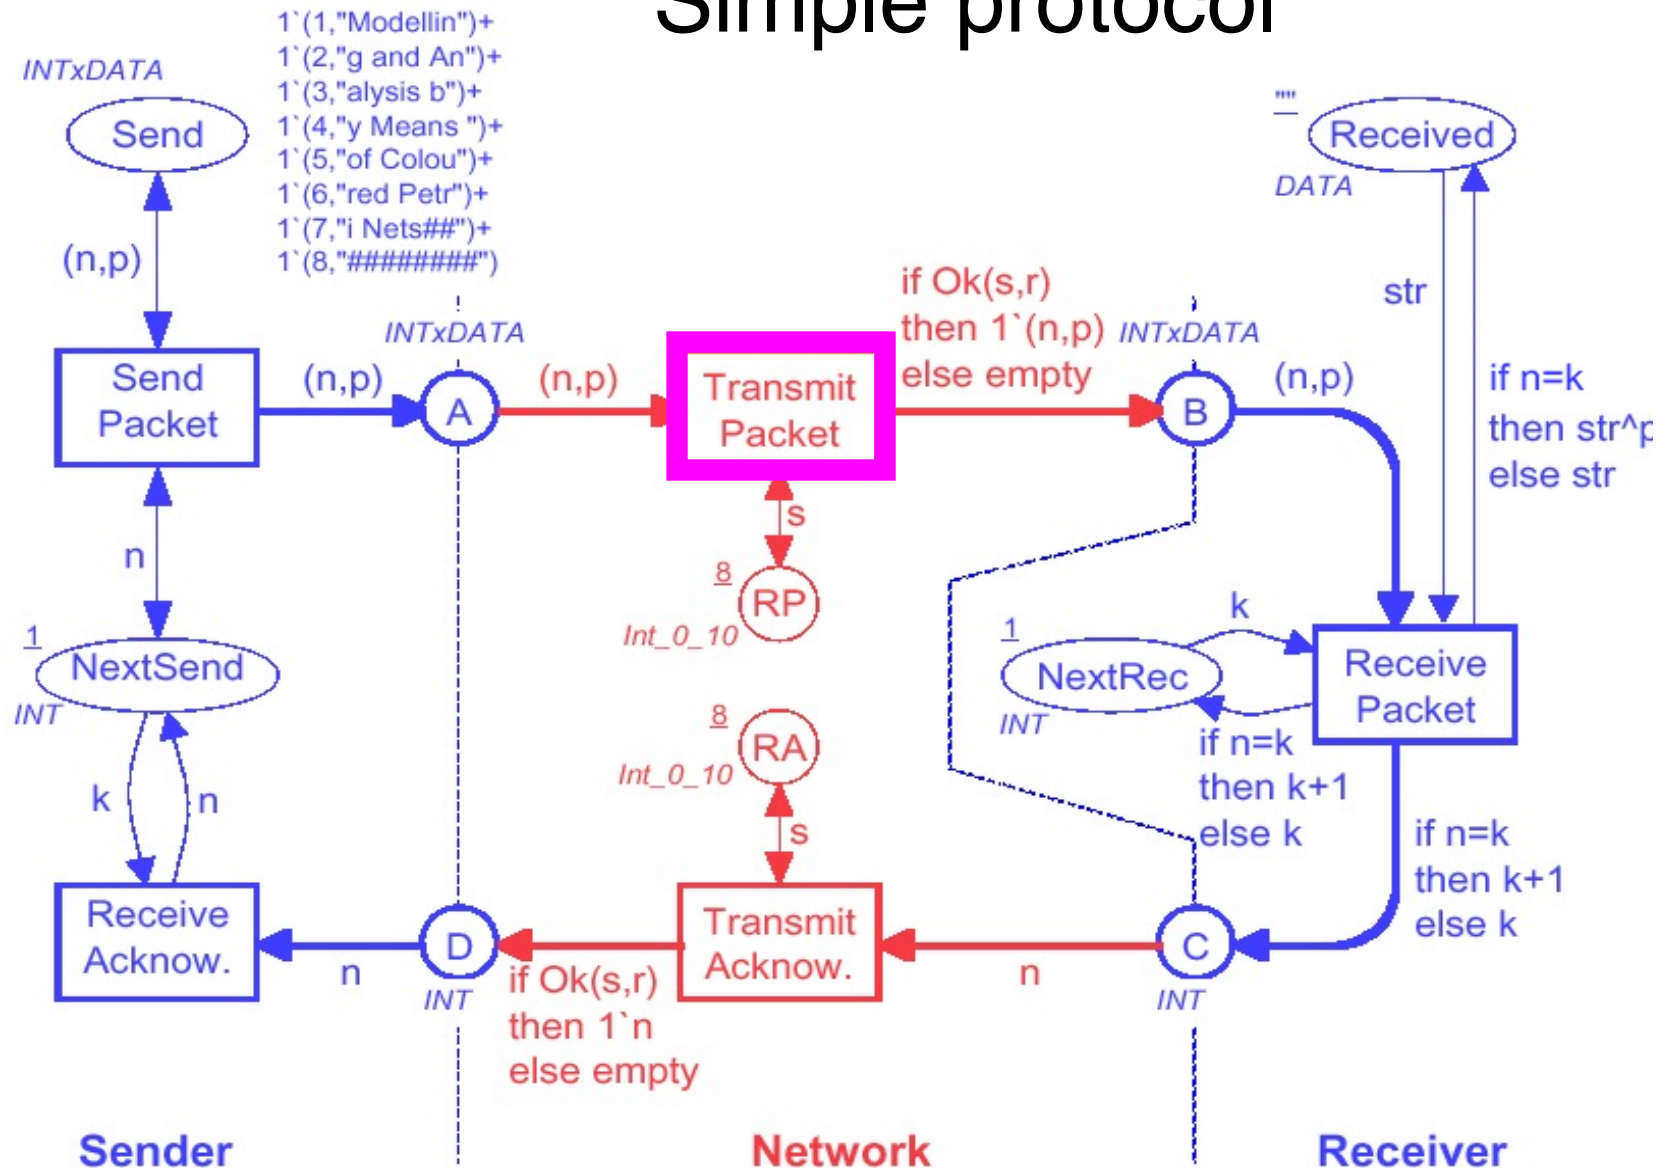 Simple protocol
1`(1,"Modellin")+
1`(2,"g and An")+
1`(3,"alysis b")+
1`(4,"y Means ")+
1`(5,"of Colou")+
1`(6,"red Petr")+
1`(7,"i Nets##")+
1`(8,"########")
INTxDATA
Send
(n,p)
Send
Packet
(n,p)
INTxDATA
A
(n,p)
Transmit
Packet
if Ok(s,r)
then 1`(n,p)
else empty
INTxDATA
B
(n,p)
""
Received
DATA
str
if n=k
then str^p
else str
n
s
8
RP
Int_0_10
1
NextSend
INT
8
RA
Int_0_10
s
k
1
NextRec
INT
Receive
Packet
if n=k
then k+1
else k
if n=k
then k+1
else k
k
n
Receive
Acknow.
n
D
INT
if Ok(s,r)
then 1`n
else empty
Transmit
Acknow.
n
C
INT
Sender
Network
Receiver